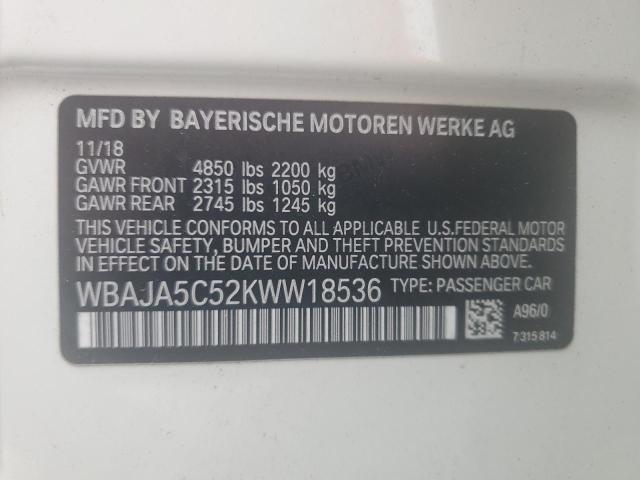 MFD BY BAYERISCHE MOTOREN WERKE AG
11/18
GVWR 4850 lbs 2200 kg
GAWR FRONT 2315 lbs 1050 kg
GAWR REAR 2745 lbs 1245 kg
THIS VEHICLE CONFORMS TO ALL APPLICABLE U.S.FEDERAL MOTOR
VEHICLE SAFETY, BUMPER AND THEFT PREVENTION STANDARDS
IN EFFECT ON THE DATE OF MANUFACTURE SHOWN ABOVE.
WBAJA5C52KWW18536 TYPE: PASSENGER CAR
A96/0
7315814